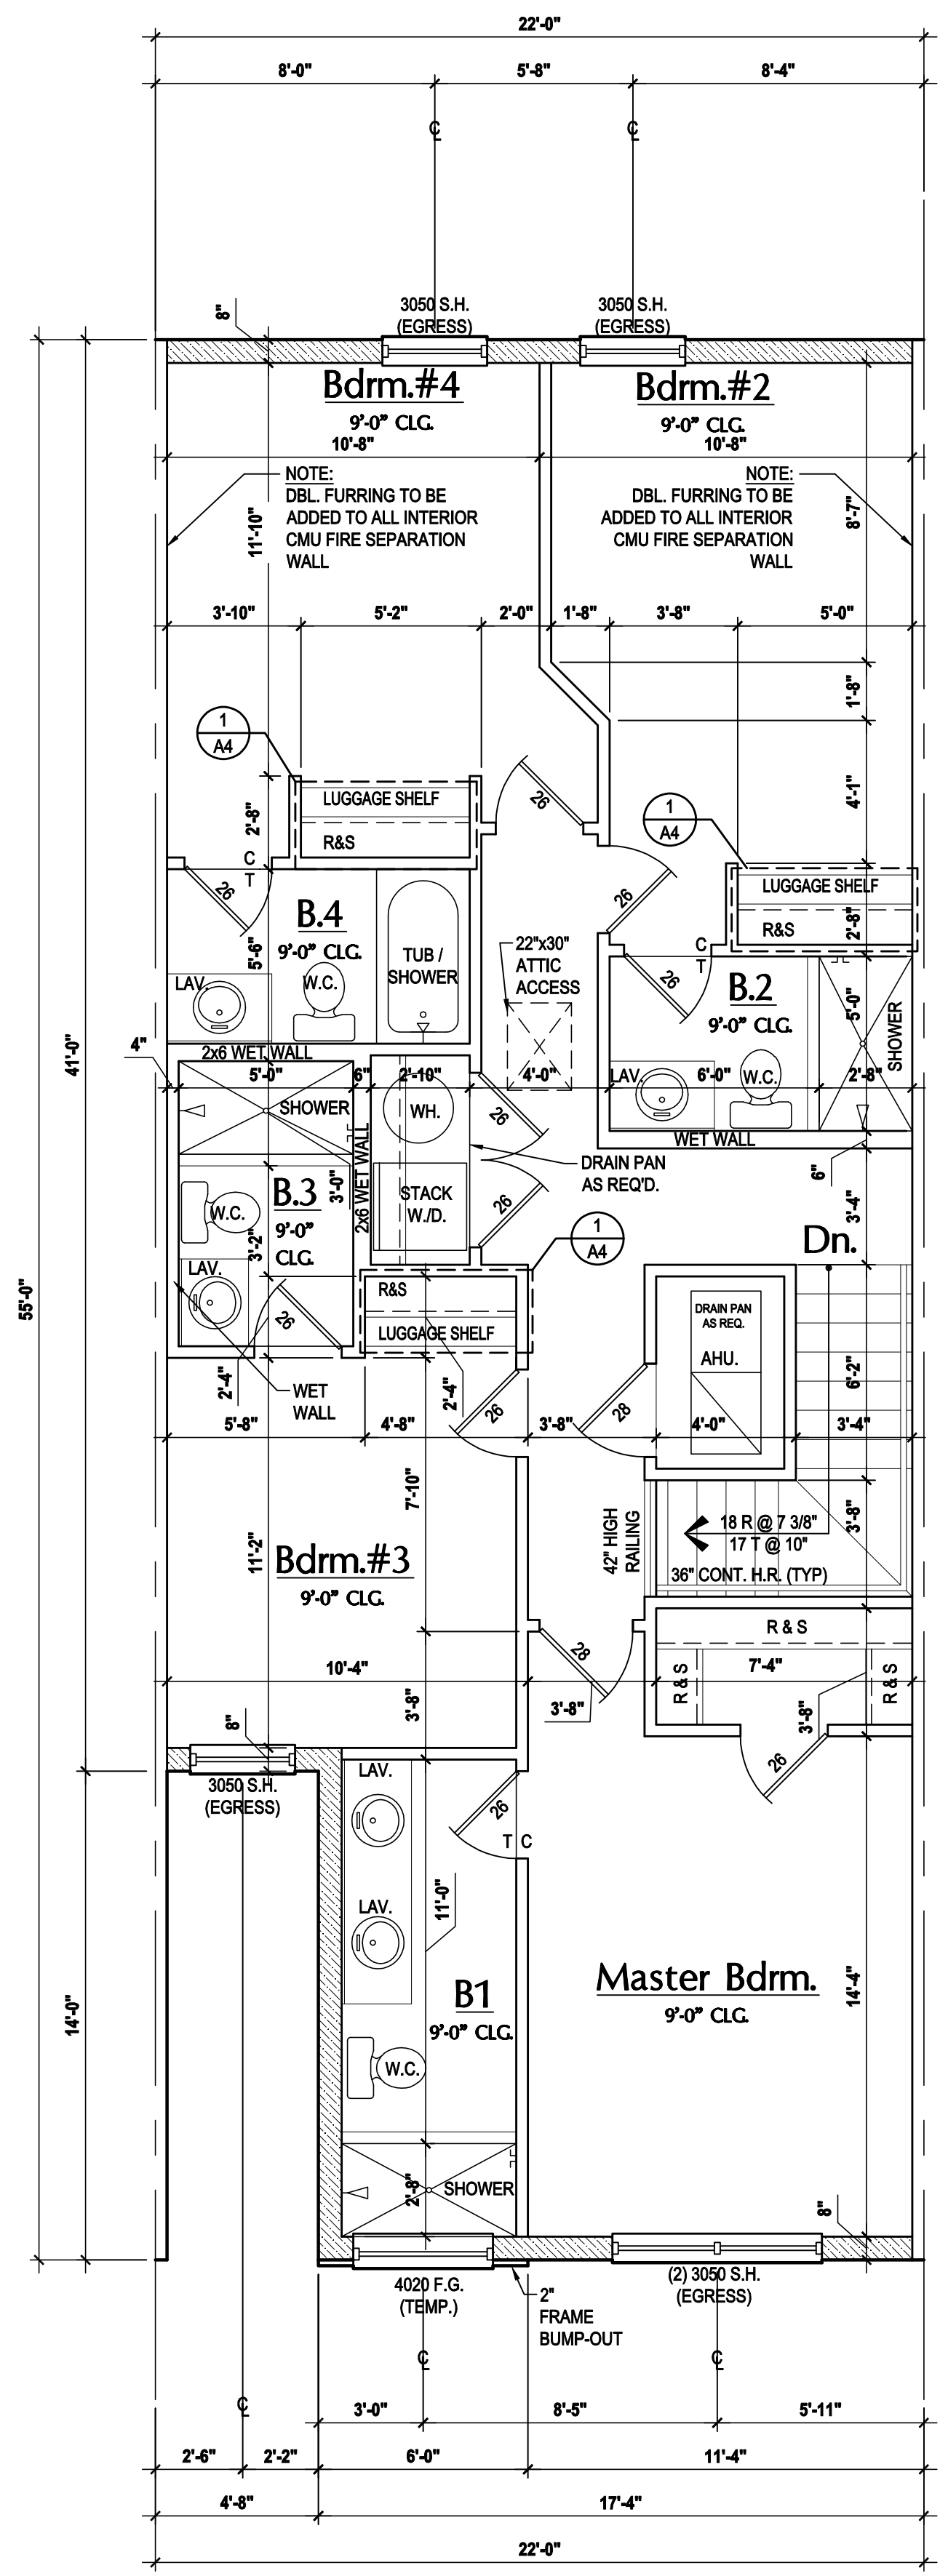 22'-0"
8'-0" 5'-8" 8'-4"
℄ ℄
3050 S.H. 3050 S.H.
(EGRESS) (EGRESS)
8"
Bdrm.#4 Bdrm.#2
9'-0" CLG. 9'-0" CLG.
10'-8" 10'-8"
NOTE:
DBL. FURRING TO BE
ADDED TO ALL INTERIOR
CMU FIRE SEPARATION
WALL
NOTE:
DBL. FURRING TO BE
ADDED TO ALL INTERIOR
CMU FIRE SEPARATION
WALL
11'-10"
8'-7"
3'-10" 5'-2" 2'-0" 1'-8" 3'-8" 5'-0"
1'-8"
4'-1"
1
A4
LUGGAGE SHELF
R&S
2'-8"
26
1
A4
LUGGAGE SHELF
R&S
2'-8"
C
T
26
26
B.4
9'-0" CLG.
5'-6"
LAV.
W.C.
TUB /
SHOWER
22"x30"
ATTIC
ACCESS
C
T
26
B.2
9'-0" CLG.
5'-0"
SHOWER
LAV.
W.C.
41'-0"
55'-0"
4"
2x6 WET WALL
5'-0" 6" 2'-10" 4'-0" 6'-0" 2'-8"
SHOWER
WH.
26
WET WALL
6"
2x6 WET WALL
3'-0"
DRAIN PAN
AS REQ'D.
STACK
W./D.
26
B.3
9'-0"
CLG.
W.C.
3'-2"
LAV.
26
1
A4
3'-4"
Dn.
R&S
LUGGAGE SHELF
DRAIN PAN
AS REQ.
AHU.
6'-2"
2'-4"
WET
WALL
2'-4"
26
28
5'-8" 4'-8" 3'-8" 4'-0" 3'-4"
7'-10"
11'-2"
3'-8"
42" HIGH
RAILING
18 R @ 7 3/8"
17 T @ 10"
36" CONT. H.R. (TYP)
Bdrm.#3
9'-0" CLG.
R & S
28
10'-4" 7'-4"
R & S
R & S
3'-8"
3'-8"
3'-8"
26
8"
3050 S.H.
(EGRESS)
LAV.
26
T C
LAV.
11'-0"
14'-0"
B1
9'-0" CLG.
W.C.
Master Bdrm.
9'-0" CLG.
14'-4"
SHOWER
2'-8"
8"
4020 F.G.
(TEMP.)
2"
FRAME
BUMP-OUT
(2) 3050 S.H.
(EGRESS)
℄ ℄
℄
3'-0" 8'-5" 5'-11"
2'-6" 2'-2" 6'-0" 11'-4"
4'-8" 17'-4"
22'-0"